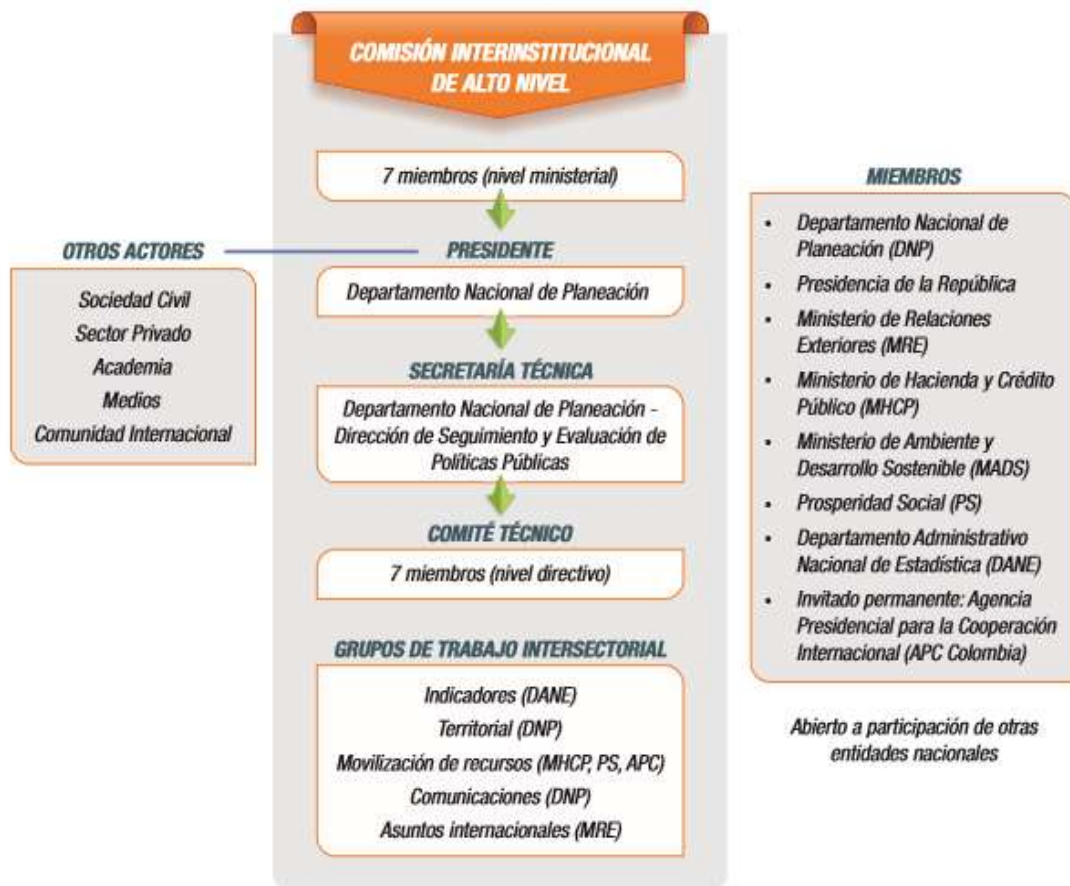 COMISIÓN INTERINSTITUCIONAL
DE ALTO NIVEL
7 miembros (nivel ministerial)
PRESIDENTE
Departamento Nacional de Planeación
SECRETARÍA TÉCNICA
Departamento Nacional de Planeación -
Dirección de Seguimiento y Evaluación de
Políticas Públicas
COMITÉ TÉCNICO
7 miembros (nivel directivo)
GRUPOS DE TRABAJO INTERSECTORIAL
Indicadores (DANE)
Territorial (DNP)
Movilización de recursos (MHCP, PS, APC)
Comunicaciones (DNP)
Asuntos internacionales (MRE)
OTROS ACTORES
Sociedad Civil
Sector Privado
Academia
Medios
Comunidad Internacional
MIEMBROS
• Departamento Nacional de
Planeación (DNP)
• Presidencia de la República
• Ministerio de Relaciones
Exteriores (MRE)
• Ministerio de Hacienda y Crédito
Público (MHCP)
• Ministerio de Ambiente y
Desarrollo Sostenible (MADS)
• Prosperidad Social (PS)
• Departamento Administrativo
Nacional de Estadística (DANE)
• Invitado permanente: Agencia
Presidencial para la Cooperación
Internacional (APC Colombia)
Abierto a participación de otras
entidades nacionales